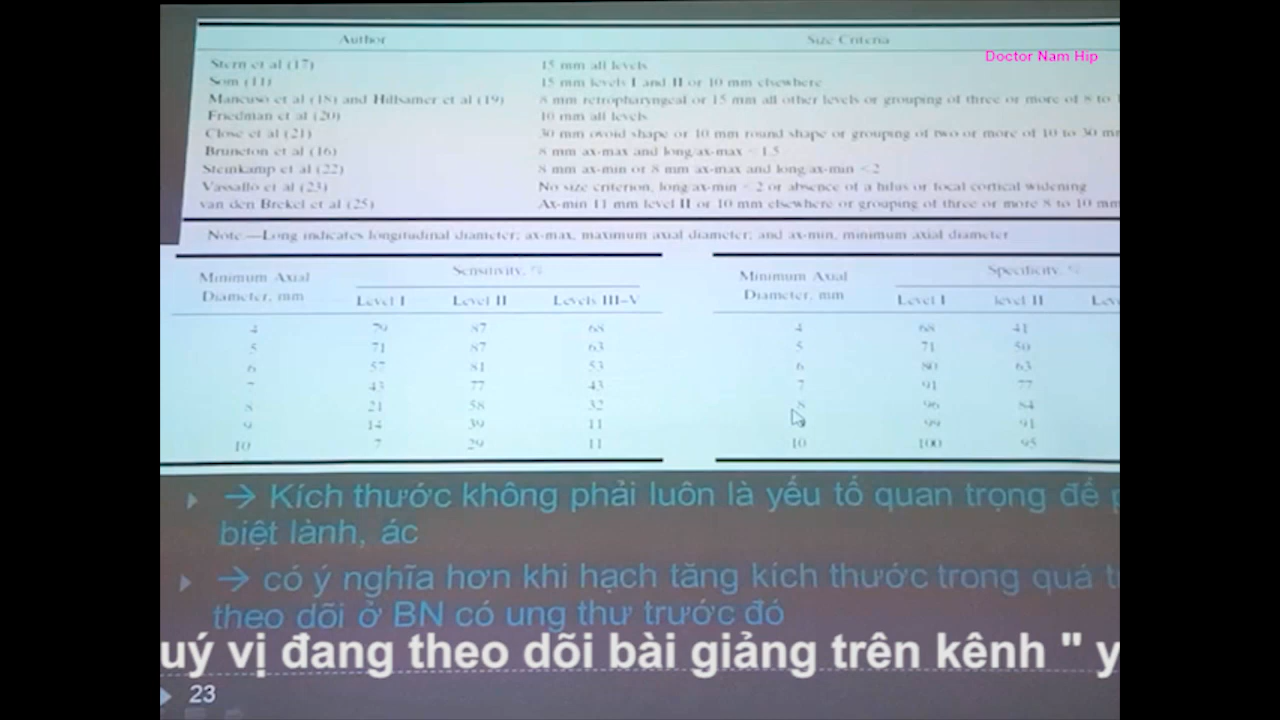 Author Size Criteria
Doctor Nam Hip
Stern et al (17) 15 mm all levels
Som (11) 15 mm levels I and II or 10 mm elsewhere
Mancuso et al (18) and Hillsamer et al (19) 8 mm retropharyngeal or 15 mm all other levels or grouping of three or more of 8 to
Friedman et al (20) 10 mm all levels
Close et al (21) 30 mm ovoid shape or 10 mm round shape or grouping of two or more of 10 to 30 mm
Bruneton et al (16) 8 mm ax-max and long/ax-max < 1.5
Steinkamp et al (22) 8 mm ax-min or 8 mm ax-max and long/ax-min <2
Vassallo et al (23) No size criterion, long/ax-min < 2 or absence of a hilus or focal cortical widening
van den Brekel et al (25) Ax-min 11 mm level II or 10 mm elsewhere or grouping of three or more 8 to 10 mm
Note.—Long indicates longitudinal diameter; ax-max, maximum axial diameter; and ax-min, minimum axial diameter
Sensitivity, % Specificity, %
Minimum Axial Minimum Axial
Diameter, mm Level I Level II Levels III–V Diameter, mm Level I level II
4 79 87 68 4 68 41
5 71 87 63 5 71 50
6 57 81 53 6 80 63
7 43 77 43 7 91 77
8 21 58 32 8 96 84
9 14 39 11 99 91
10 7 29 11 10 100 95
→ Kích thước không phải luôn là yếu tố quan trọng để
biệt lành, ác
→ có ý nghĩa hơn khi hạch tăng kích thước trong quá
theo dõi ở BN có ung thư trước đó
uý vị đang theo dõi bài giảng trên kênh " y
23